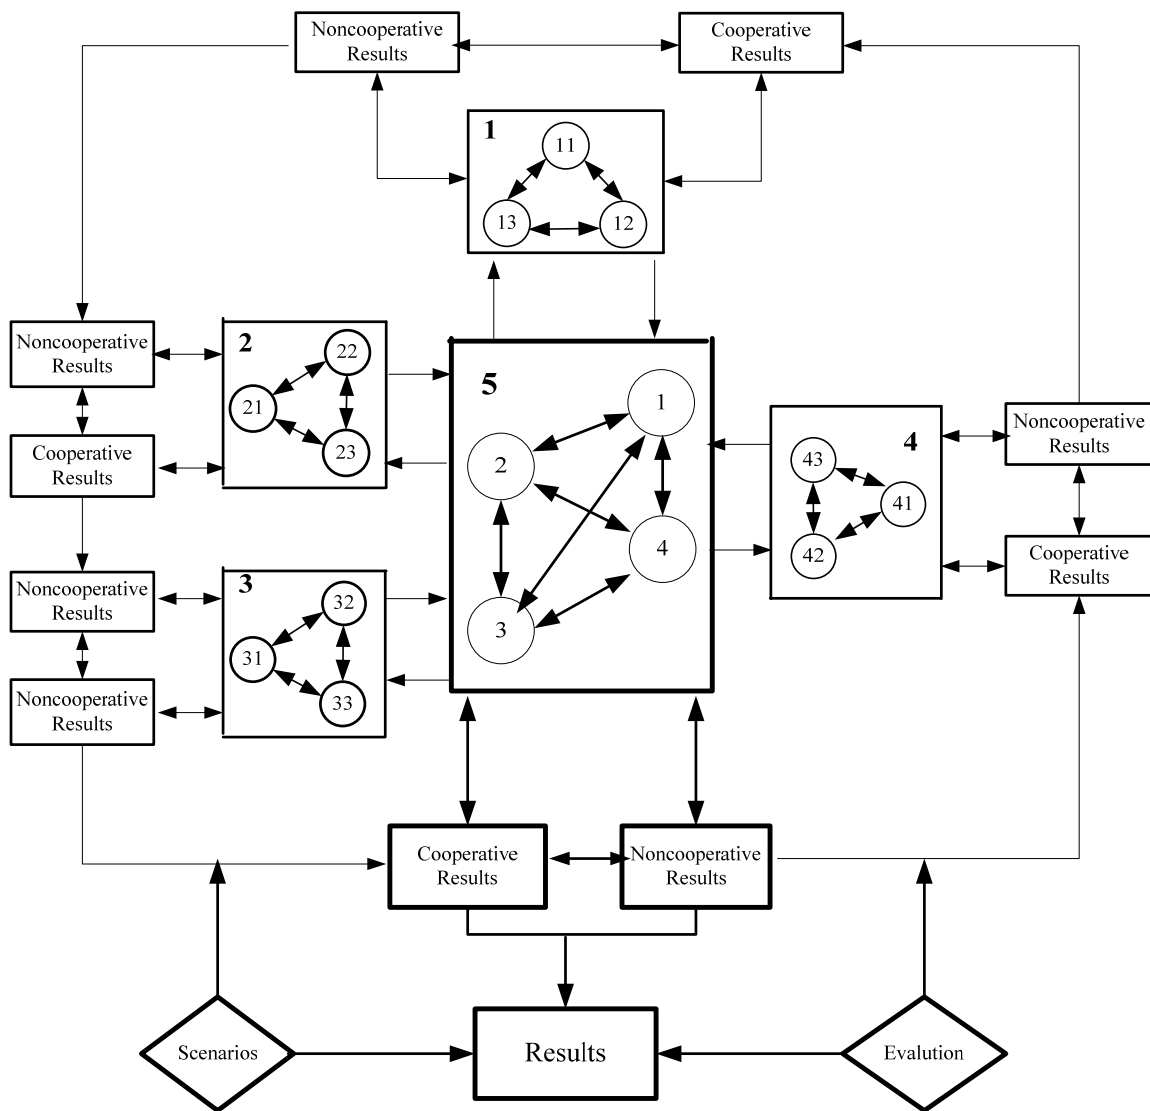 Noncooperative
Results
Cooperative
Results
1
11
13
12
Noncooperative
Results
2
22
21
23
Cooperative
Results
5
1
2
4
3
4
43
41
42
Noncooperative
Results
Cooperative
Results
Noncooperative
Results
3
32
31
33
Noncooperative
Results
Cooperative
Results
Noncooperative
Results
Scenarios
Results
Evalution